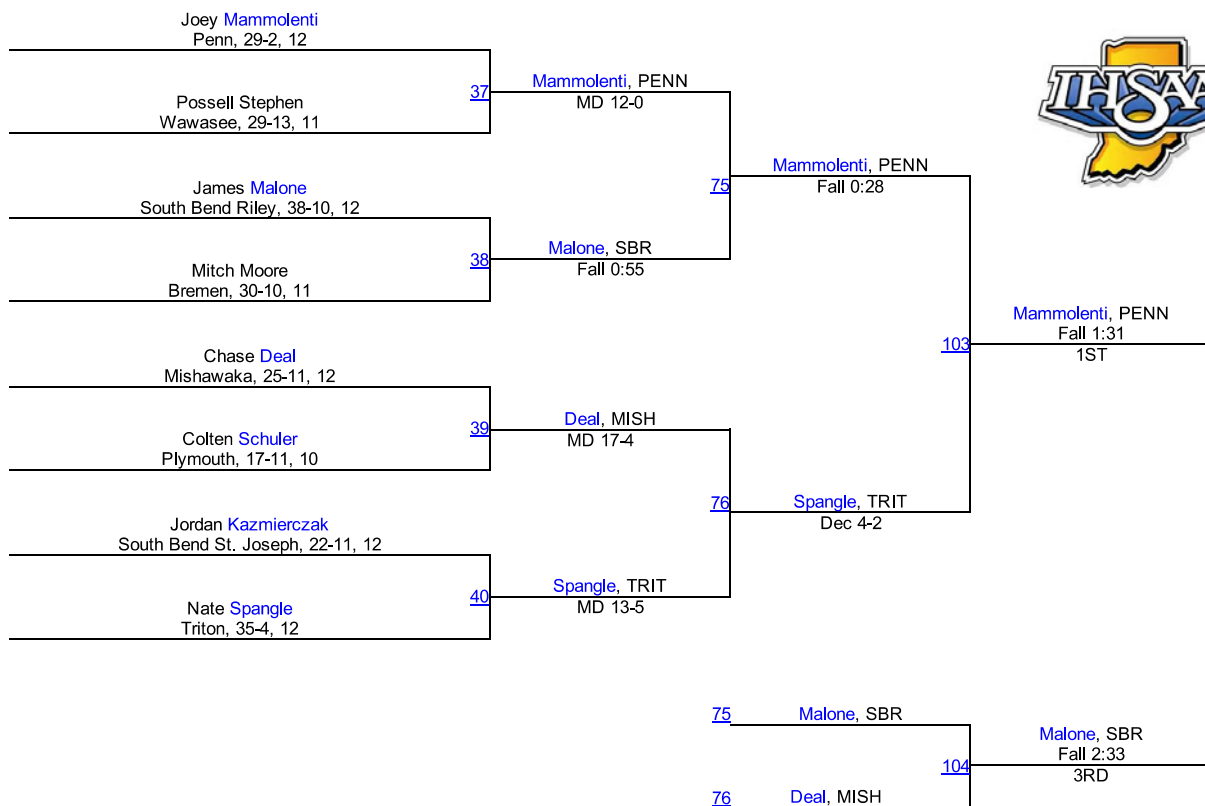 Joey Mammolenti
Penn, 29-2, 12
37
Mammolenti, PENN
MD 12-0
Possell Stephen
Wawasee, 29-13, 11
IHSAA
75
Mammolenti, PENN
Fall 0:28
James Malone
South Bend Riley, 38-10, 12
38
Malone, SBR
Fall 0:55
Mitch Moore
Bremen, 30-10, 11
103
Mammolenti, PENN
Fall 1:31
1ST
Chase Deal
Mishawaka, 25-11, 12
39
Deal, MISH
MD 17-4
Colten Schuler
Plymouth, 17-11, 10
76
Spangle, TRIT
Dec 4-2
Jordan Kazmierczak
South Bend St. Joseph, 22-11, 12
40
Spangle, TRIT
MD 13-5
Nate Spangle
Triton, 35-4, 12
75
Malone, SBR
104
Malone, SBR
Fall 2:33
3RD
76
Deal, MISH